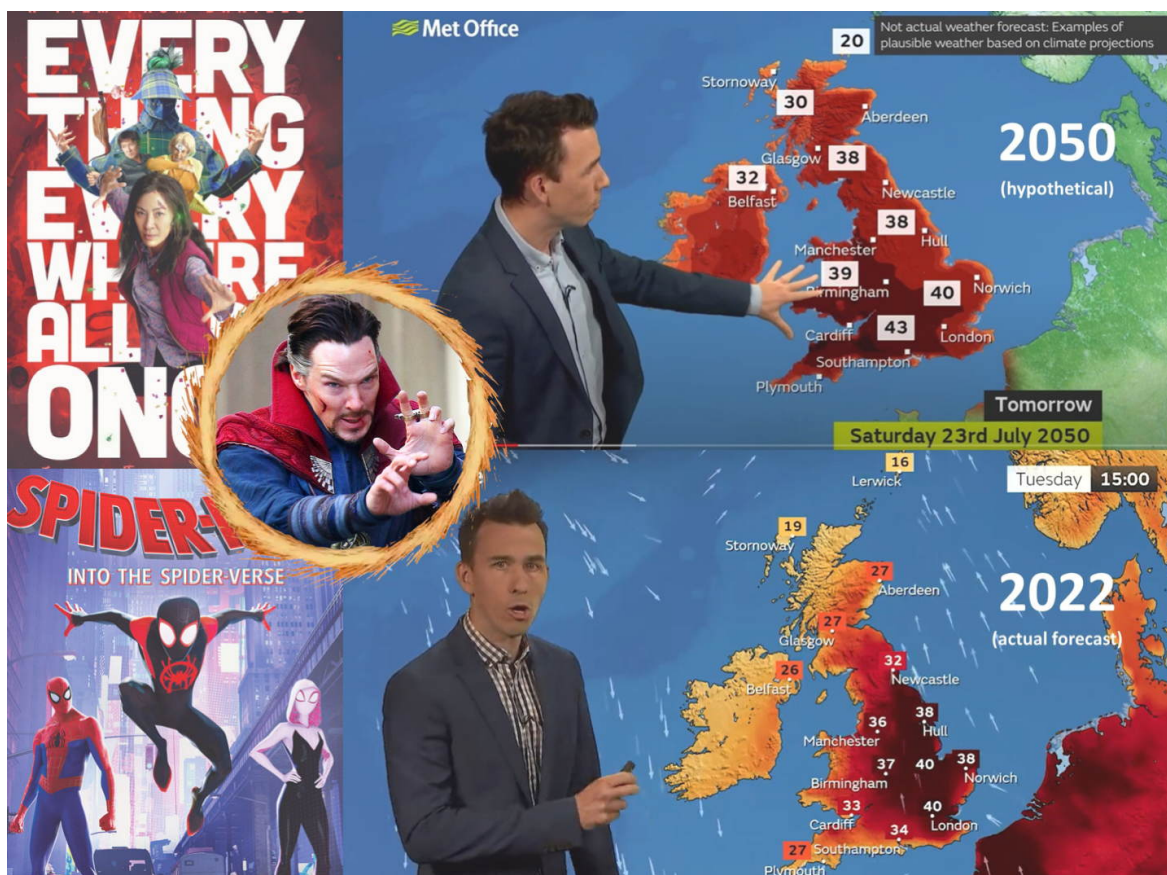 EVERY
THING
EVERY
WHERE
ALL
ONC
SPIDER-
INTO THE SPIDER-VERSE
Met Office
Not actual weather forecast: Examples of
plausible weather based on climate projections
20
Stornoway
30
Aberdeen
2050
(hypothetical)
Glasgow
38
32
Belfast
Newcastle
38
Hull
Manchester
39
Birmingham
40
Norwich
Cardiff
43
London
Southampton
Plymouth
Tomorrow
Saturday 23rd July 2050
16
Lerwick
Tuesday 15:00
19
Stornoway
27
Aberdeen
2022
(actual forecast)
27
Glasgow
26
Belfast
32
Newcastle
38
Hull
36
Manchester
37
Birmingham
40
38
Norwich
33
Cardiff
40
London
34
Southampton
27
Plymouth